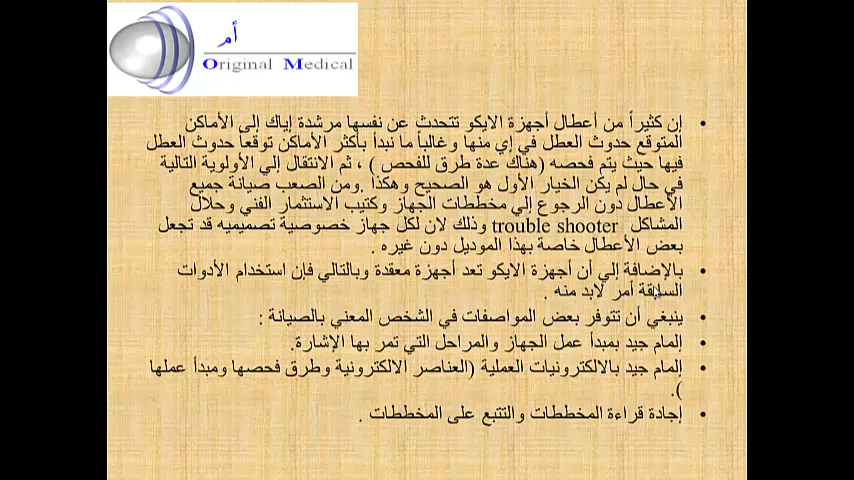 أم
Original Medical
• إن كثيراً من أعطال أجهزة الايكو تتحدث عن نفسها مرشدة إياك إلى الأماكن
المتوقع حدوث العطل في إي منها وغالباً ما نبدأ بأكثر الأماكن توقعاً حدوث العطل
فيها حيث يتم فحصه (هناك عدة طرق للفحص ) ، ثم الانتقال إلي الأولوية التالية
في حال لم يكن الخيار الأول هو الصحيح وهكذا .ومن الصعب صيانة جميع
الأعطال دون الرجوع إلي مخططات الجهاز وكتيب الاستثمار الفني وحلال
المشاكل trouble shooter وذلك لان لكل جهاز خصوصية تصميميه قد تجعل
بعض الأعطال خاصة بهذا الموديل دون غيره .
• بالإضافة إلي أن أجهزة الايكو تعد أجهزة معقدة وبالتالي فإن استخدام الأدوات
السابقة أمر لابد منه .
• ينبغي أن تتوفر بعض المواصفات في الشخص المعني بالصيانة :
• إلمام جيد بمبدأ عمل الجهاز والمراحل التي تمر بها الإشارة.
• إلمام جيد بالالكترونيات العملية (العناصر الالكترونية وطرق فحصها ومبدأ عملها
).
• إجادة قراءة المخططات والتتبع على المخططات .